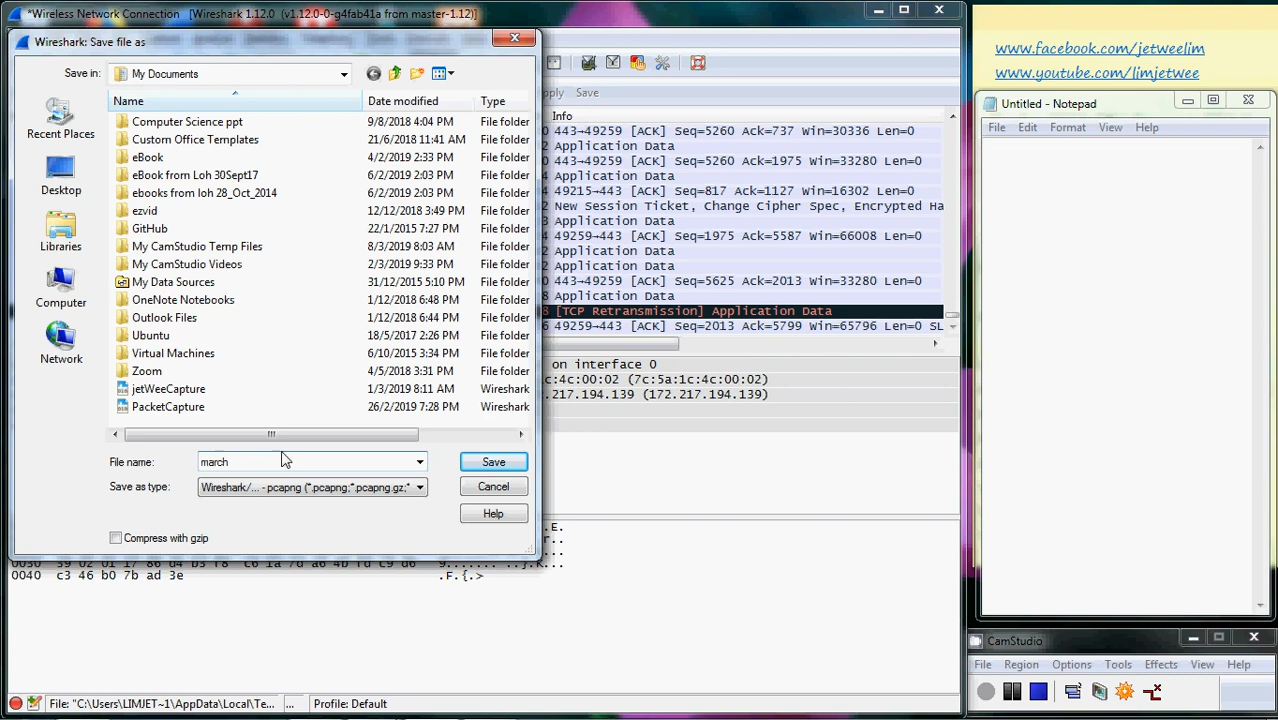 *Wireless Network Connection [Wireshark 1.12.0 (v1.12.0-0-g4fab41a from master-1.12)]
Wireshark: Save file as
Save in: My Documents
Name Date modified Type
Computer Science ppt 9/8/2018 4:04 PM File folder
Custom Office Templates 21/6/2018 11:41 AM File folder
eBook 4/2/2019 2:33 PM File folder
eBook from Loh 30Sept17 6/2/2019 2:33 PM File folder
ebooks from loh 28_Oct_2014 6/2/2019 2:33 PM File folder
ezvid 12/12/2018 3:49 PM File folder
GitHub 22/1/2015 7:27 PM File folder
My CamStudio Temp Files 8/3/2019 8:03 AM File folder
My CamStudio Videos 2/3/2019 9:33 PM File folder
My Data Sources 31/12/2015 5:10 PM File folder
OneNote Notebooks 1/12/2018 6:48 PM File folder
Outlook Files 1/12/2018 6:44 PM File folder
Ubuntu 18/5/2017 2:26 PM File folder
Virtual Machines 6/10/2015 3:34 PM File folder
Zoom 4/5/2018 3:31 PM File folder
jetWeeCapture 1/3/2019 8:11 AM Wireshark
PacketCapture 26/2/2019 7:28 PM Wireshark
Recent Places
Desktop
Libraries
Computer
Network
File name: march Save
Save as type: Wireshark/... - pcapng (*.pcapng;*.pcapng.gz;* Cancel
Help
Compress with gzip
Save
Info
443→49259 [ACK] Seq=5260 Ack=737 Win=30336 Len=0
Application Data
443→49259 [ACK] Seq=5260 Ack=1975 Win=33280 Len=0
Application Data
49215→443 [ACK] Seq=817 Ack=1127 Win=16302 Len=0
New Session Ticket, Change Cipher Spec, Encrypted Ha
Application Data
49259→443 [ACK] Seq=1975 Ack=5587 Win=66008 Len=0
Application Data
Application Data
443→49259 [ACK] Seq=5625 Ack=2013 Win=33280 Len=0
Application Data
[TCP Retransmission] Application Data
49259→443 [ACK] Seq=2013 Ack=5799 Win=65796 Len=0 SL
on interface 0
:4c:00:02 (7c:5a:1c:4c:00:02)
.217.194.139 (172.217.194.139)
0040 c3 46 b0 7b ad 3e .F.{.>
File: "C:\Users\LIMJET~1\AppData\Local\Te... ... Profile: Default
www.facebook.com/jetweelim
www.youtube.com/limjetwee
Untitled - Notepad
File Edit Format View Help
CamStudio
File Region Options Tools Effects View Help